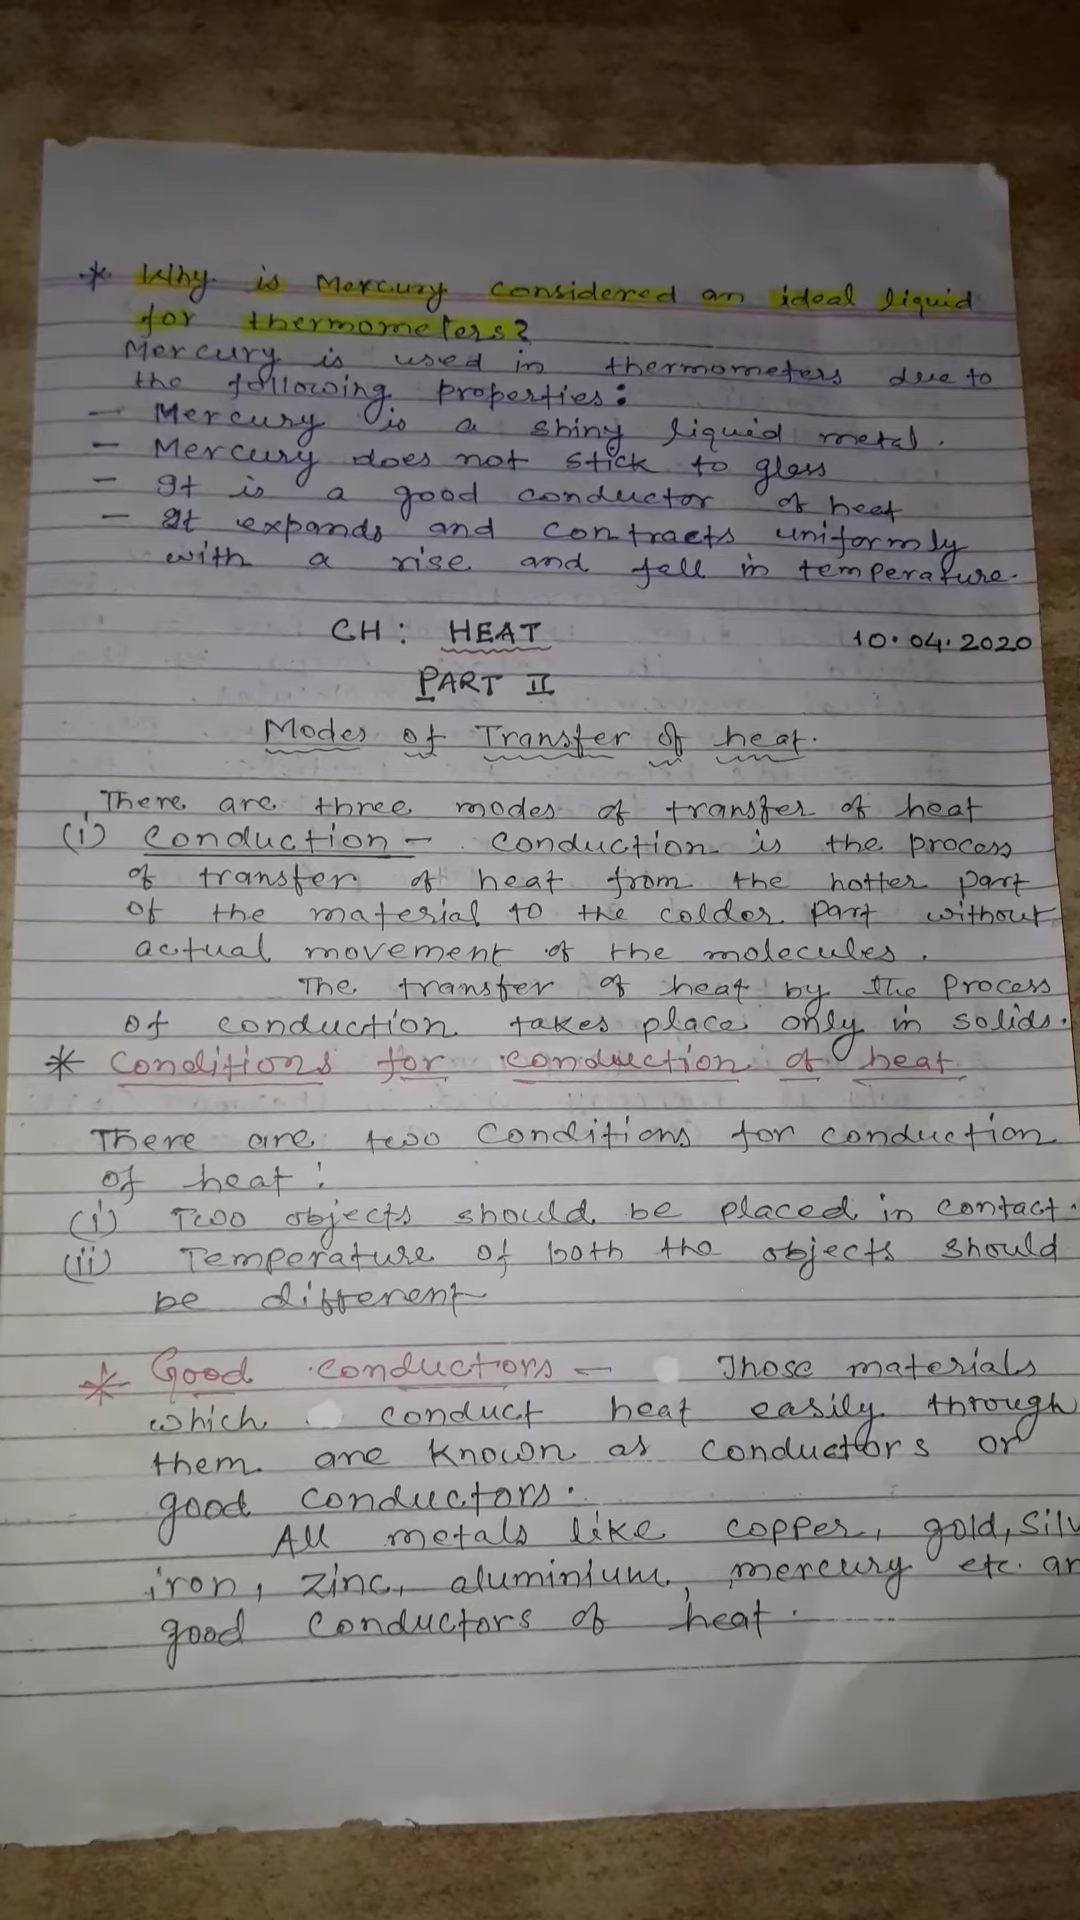 * Why is Mercury considered an ideal liquid
for thermometers?
Mercury is used in thermometers due to
the following properties:
- Mercury is a shiny liquid metal.
- Mercury does not stick to glass
- It is a good conductor of heat
- It expands and contracts uniformly
with a rise and fall in temperature.
CH: HEAT 10.04.2020
PART II
Modes of Transfer of heat.
There are three modes of transfer of heat
(i) Conduction - Conduction is the process
of transfer of heat from the hotter part
of the material to the colder part without
actual movement of the molecules.
The transfer of heat by the process
of conduction takes place only in solids.
* Conditions for conduction of heat
There are two conditions for conduction
of heat:
(i) Two objects should be placed in contact.
(ii) Temperature of both the objects should
be different
* Good conductors - Those materials
which conduct heat easily through
them are known as conductors or
good conductors.
All metals like copper, gold, silv
iron, zinc, aluminium, mercury etc. ar
good conductors of heat.